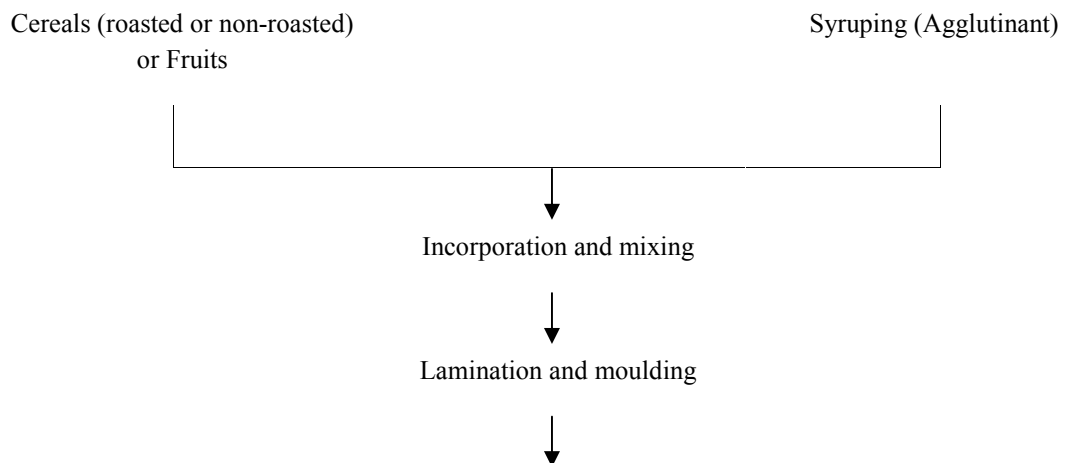 Cereals (roasted or non-roasted)
or Fruits
Syruping (Agglutinant)
Incorporation and mixing
Lamination and moulding